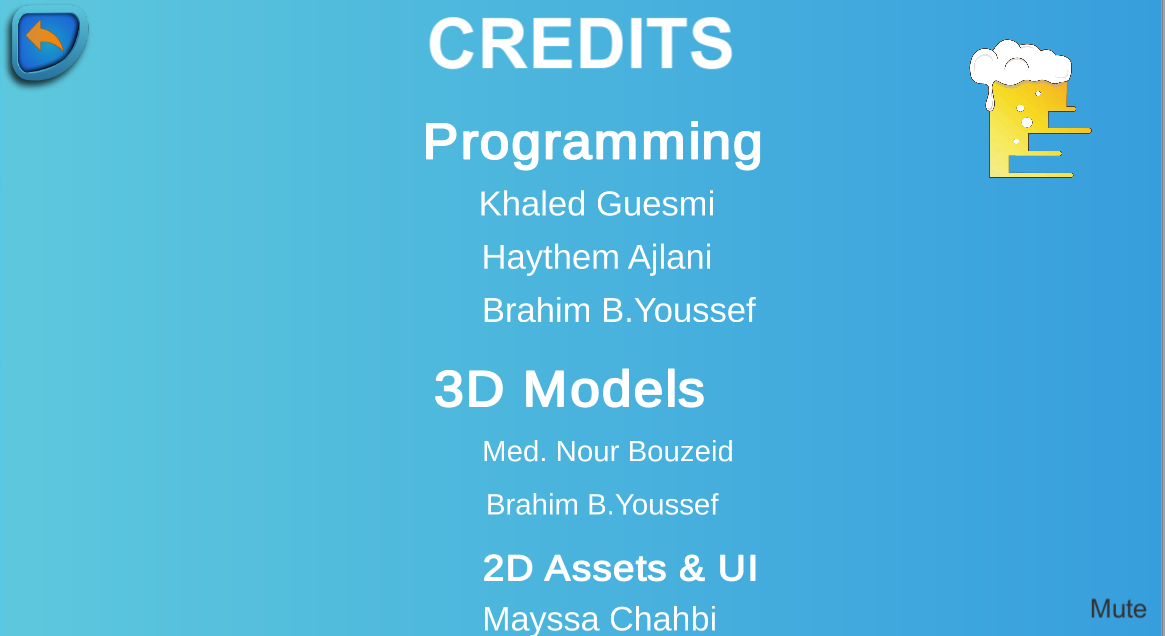 CREDITS
Programming
Khaled Guesmi
Haythem Ajlani
Brahim B.Youssef
3D Models
Med. Nour Bouzeid
Brahim B.Youssef
2D Assets & UI
Mayssa Chahbi
Mute